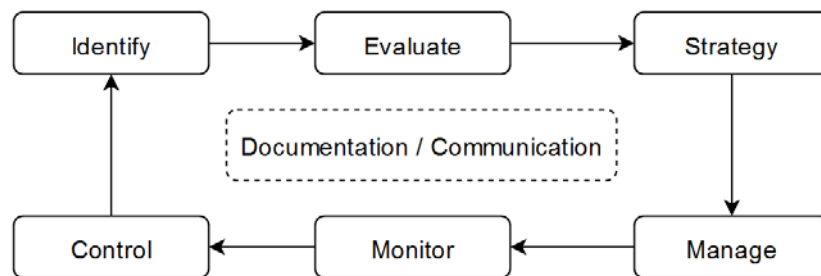 Identify
Evaluate
Strategy
Documentation / Communication
Control
Monitor
Manage